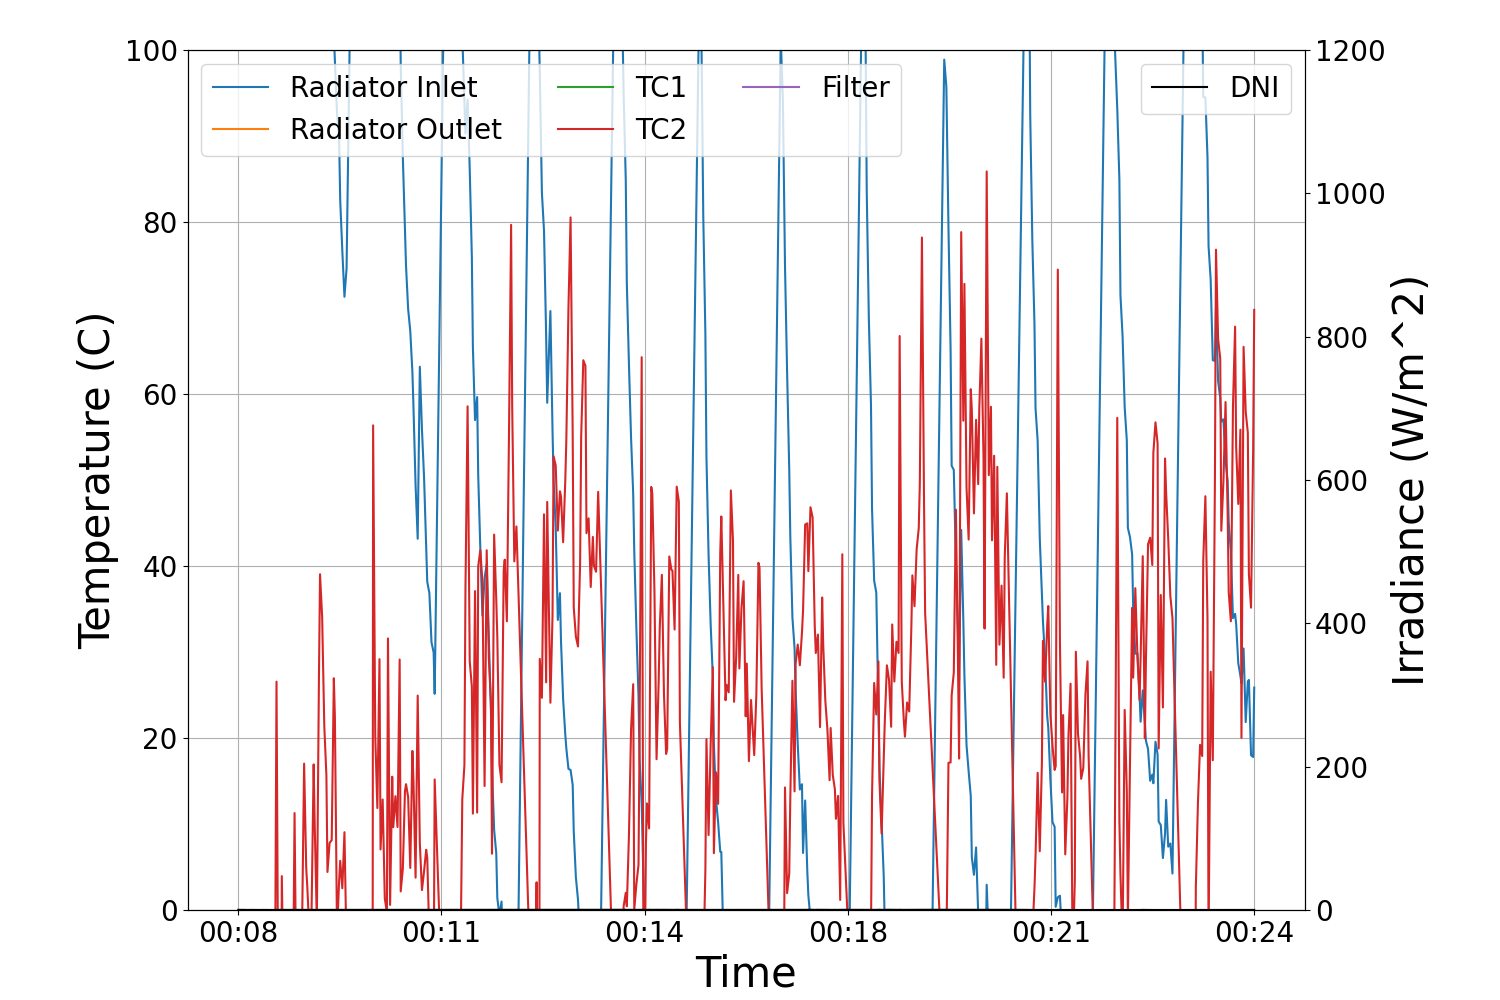 100
80
60
40
20
0
Temperature (C)
Radiator Inlet
Radiator Outlet
TC1
TC2
Filter
DNI
1200
1000
800
600
400
200
0
Irradiance (W/m^2)
00:08 00:11 00:14 00:18 00:21 00:24
Time